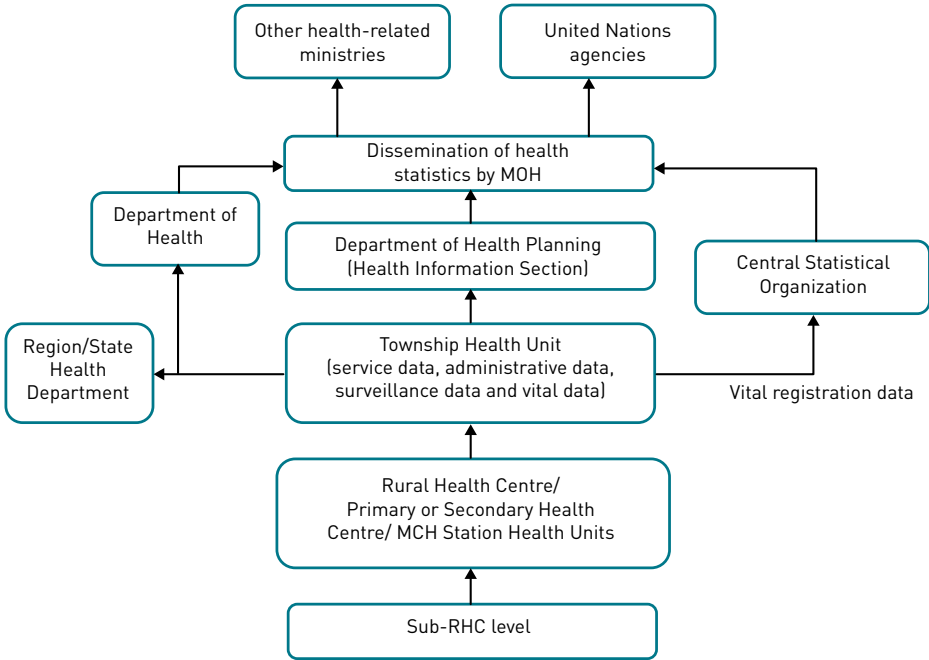 Other health-related
ministries
United Nations
agencies
Dissemination of health
statistics by MOH
Department of
Health
Department of Health Planning
(Health Information Section)
Central Statistical
Organization
Region/State
Health
Department
Township Health Unit
(service data, administrative data,
surveillance data and vital data)
Vital registration data
Rural Health Centre/
Primary or Secondary Health
Centre/ MCH Station Health Units
Sub-RHC level